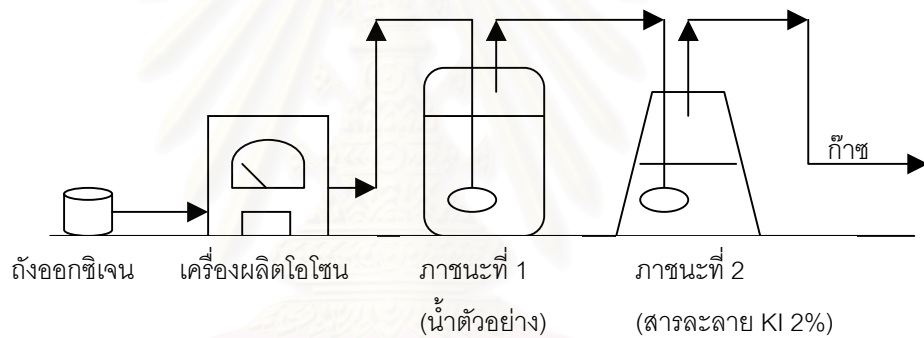 ก๊าซ
ถังออกซิเจน เครื่องผลิตโอโซน ภาชนะที่ 1 ภาชนะที่ 2
(น้ำตัวอย่าง) (สารละลาย KI 2%)